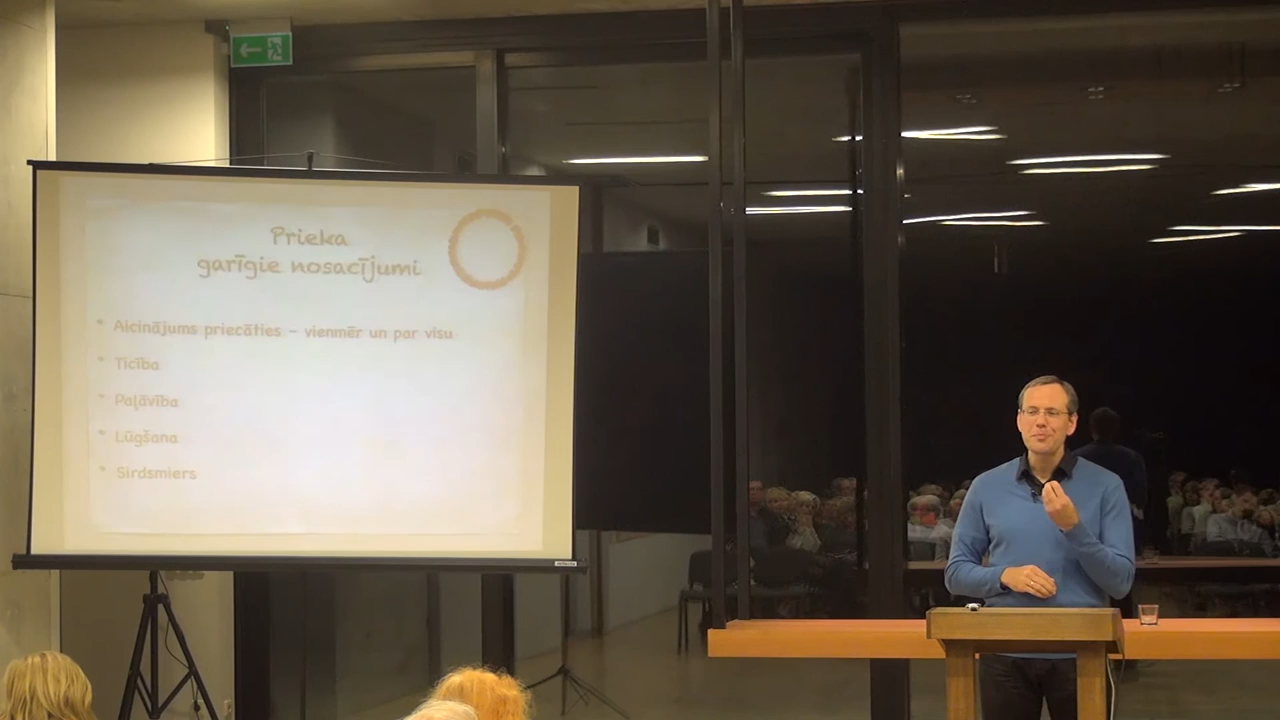 Prieka
garīgie nosacījumi
* Aicinājums priecāties - vienmēr un par visu
* Ticība
* Paļāvība
* Lūgšana
* Sirdsmiers